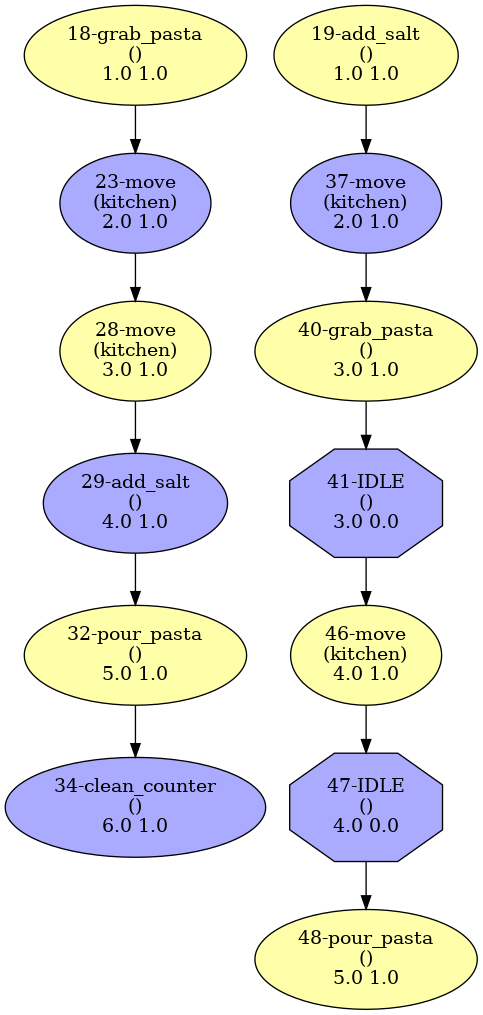 18-grab_pasta
()
1.0 1.0
19-add_salt
()
1.0 1.0
23-move
(kitchen)
2.0 1.0
37-move
(kitchen)
2.0 1.0
28-move
(kitchen)
3.0 1.0
40-grab_pasta
()
3.0 1.0
29-add_salt
()
4.0 1.0
41-IDLE
()
3.0 0.0
32-pour_pasta
()
5.0 1.0
46-move
(kitchen)
4.0 1.0
34-clean_counter
()
6.0 1.0
47-IDLE
()
4.0 0.0
48-pour_pasta
()
5.0 1.0